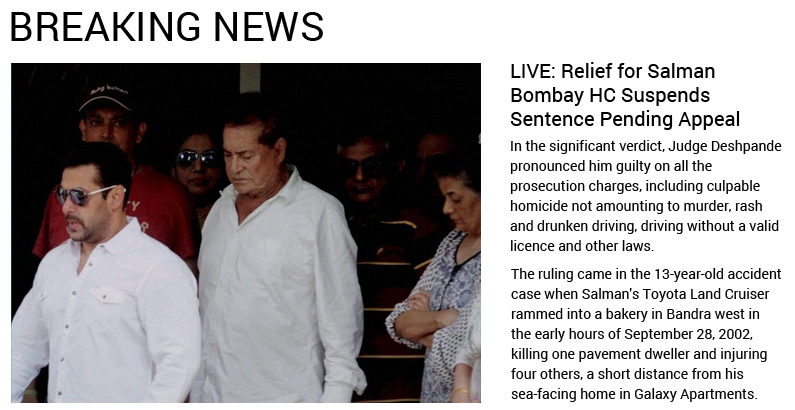 BREAKING NEWS
LIVE: Relief for Salman
Bombay HC Suspends
Sentence Pending Appeal
In the significant verdict, Judge Deshpande
pronounced him guilty on all the
prosecution charges, including culpable
homicide not amounting to murder, rash
and drunken driving, driving without a valid
licence and other laws.
The ruling came in the 13-year-old accident
case when Salman's Toyota Land Cruiser
rammed into a bakery in Bandra west in
the early hours of September 28, 2002,
killing one pavement dweller and injuring
four others, a short distance from his
sea-facing home in Galaxy Apartments.